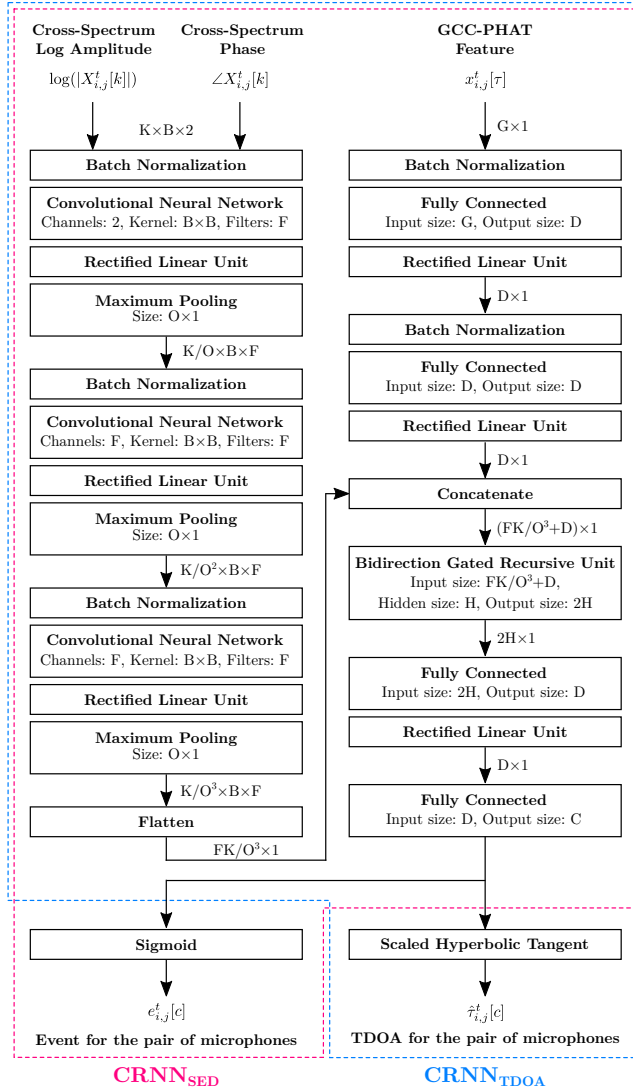 Cross-Spectrum
Log Amplitude
log(|X^t_{i,j}[k]|)
Cross-Spectrum
Phase
∠X^t_{i,j}[k]
K×B×2
Batch Normalization
Convolutional Neural Network
Channels: 2, Kernel: B×B, Filters: F
Rectified Linear Unit
Maximum Pooling
Size: O×1
K/O×B×F
Batch Normalization
Convolutional Neural Network
Channels: F, Kernel: B×B, Filters: F
Rectified Linear Unit
Maximum Pooling
Size: O×1
K/O²×B×F
Batch Normalization
Convolutional Neural Network
Channels: F, Kernel: B×B, Filters: F
Rectified Linear Unit
Maximum Pooling
Size: O×1
K/O³×B×F
Flatten
FK/O³×1
GCC-PHAT
Feature
x^t_{i,j}[τ]
G×1
Batch Normalization
Fully Connected
Input size: G, Output size: D
Rectified Linear Unit
D×1
Batch Normalization
Fully Connected
Input size: D, Output size: D
Rectified Linear Unit
D×1
Concatenate
(FK/O³+D)×1
Bidirection Gated Recursive Unit
Input size: FK/O³+D,
Hidden size: H, Output size: 2H
2H×1
Fully Connected
Input size: 2H, Output size: D
Rectified Linear Unit
D×1
Fully Connected
Input size: D, Output size: C
Sigmoid
e^t_{i,j}[c]
Event for the pair of microphones
CRNN_SED
Scaled Hyperbolic Tangent
τ̂^t_{i,j}[c]
TDOA for the pair of microphones
CRNN_TDOA